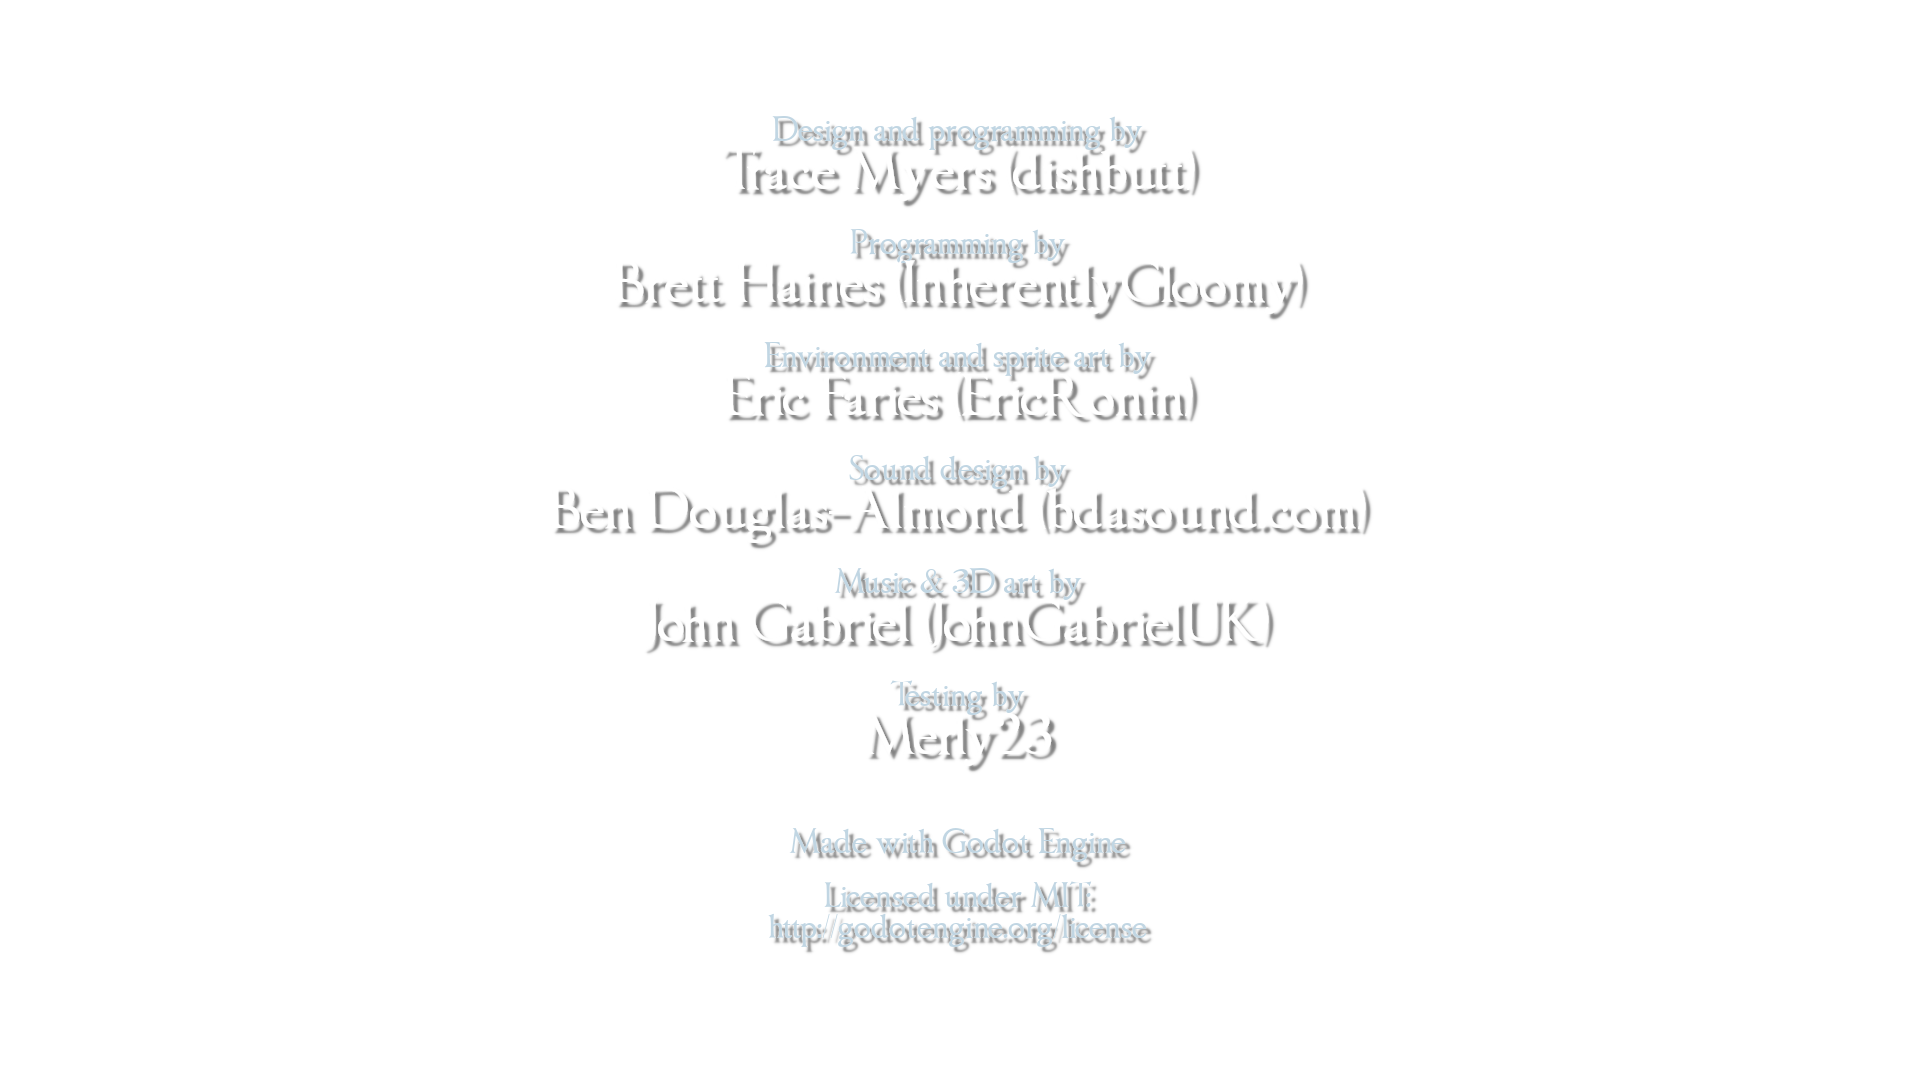 Design and programming by
Trace Myers (dishbutt)
Programming by
Brett Haines (InherentlyGloomy)
Environment and sprite art by
Eric Faries (EricRonin)
Sound design by
Ben Douglas-Almond (bdasound.com)
Music & 3D art by
John Gabriel (JohnGabrielUK)
Testing by
Merly23
Made with Godot Engine
Licensed under MIT:
http://godotengine.org/license